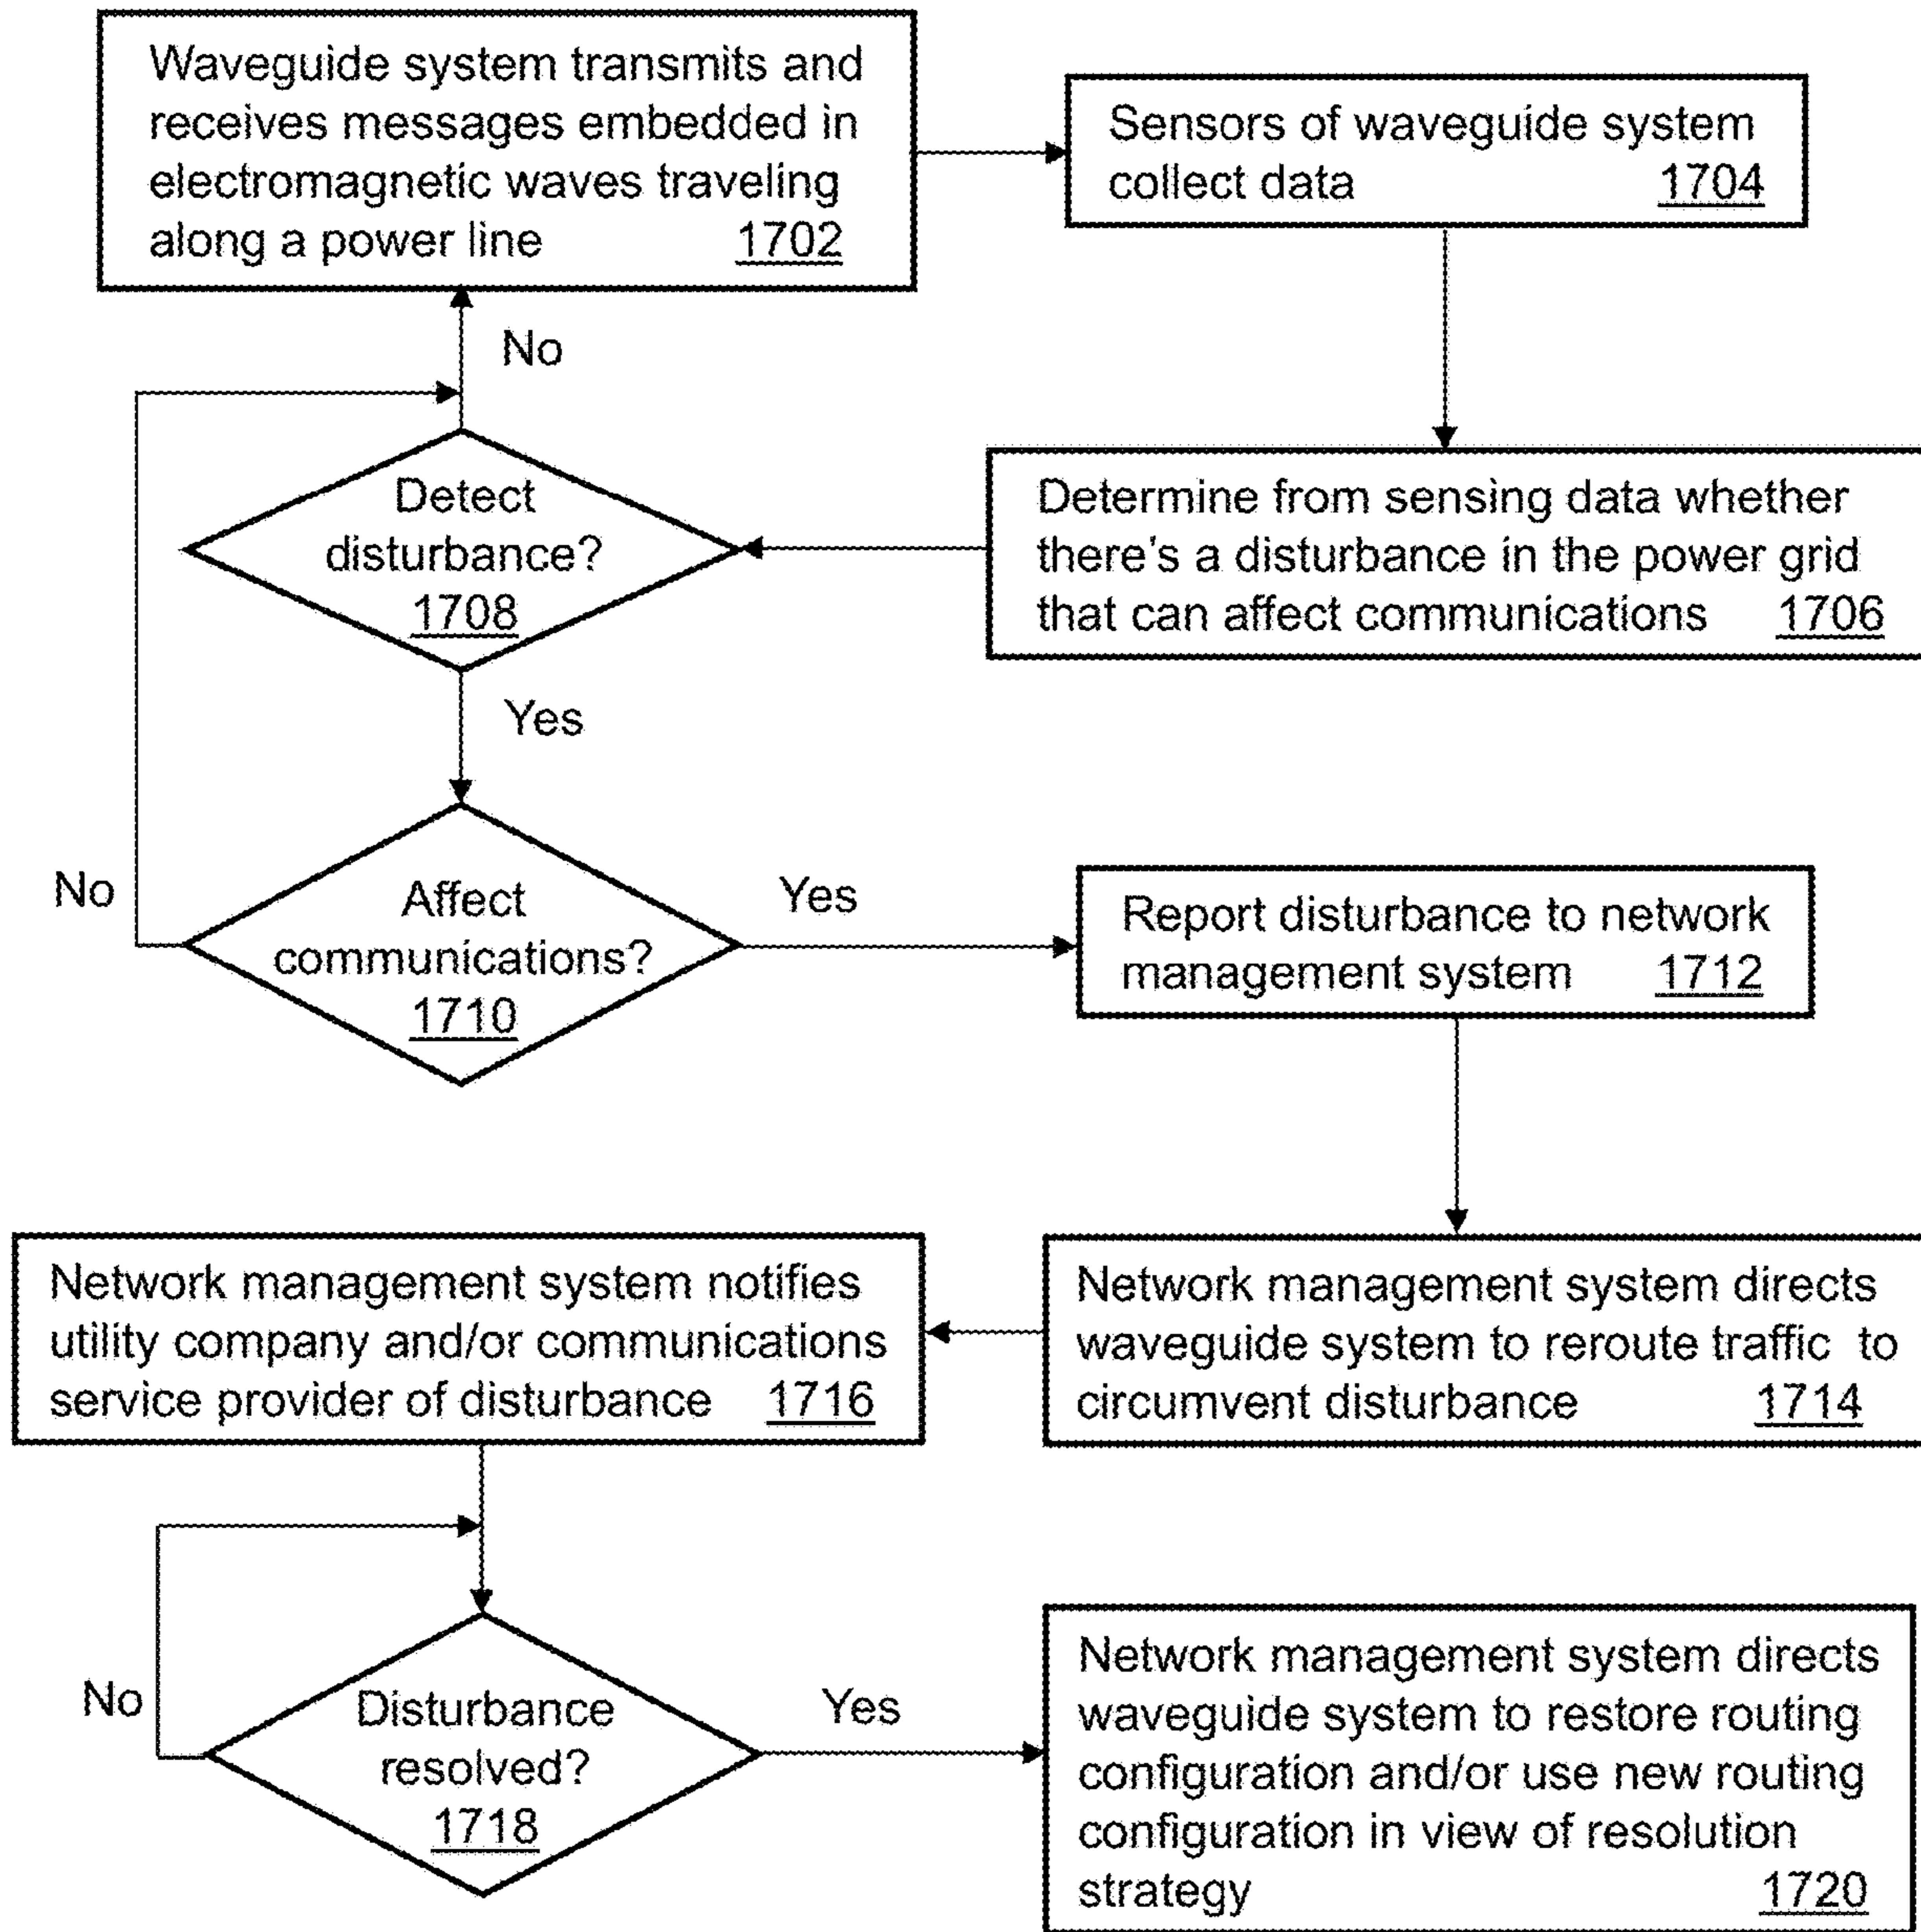 Waveguide system transmits and
receives messages embedded in
electromagnetic waves traveling
along a power line 1702
Sensors of waveguide system
collect data 1704
No
Detect
disturbance?
1708
Determine from sensing data whether
there's a disturbance in the power grid
that can affect communications 1706
Yes
No
Affect
communications?
1710
Yes
Report disturbance to network
management system 1712
Network management system notifies
utility company and/or communications
service provider of disturbance 1716
Network management system directs
waveguide system to reroute traffic to
circumvent disturbance 1714
No
Disturbance
resolved?
1718
Yes
Network management system directs
waveguide system to restore routing
configuration and/or use new routing
configuration in view of resolution
strategy 1720